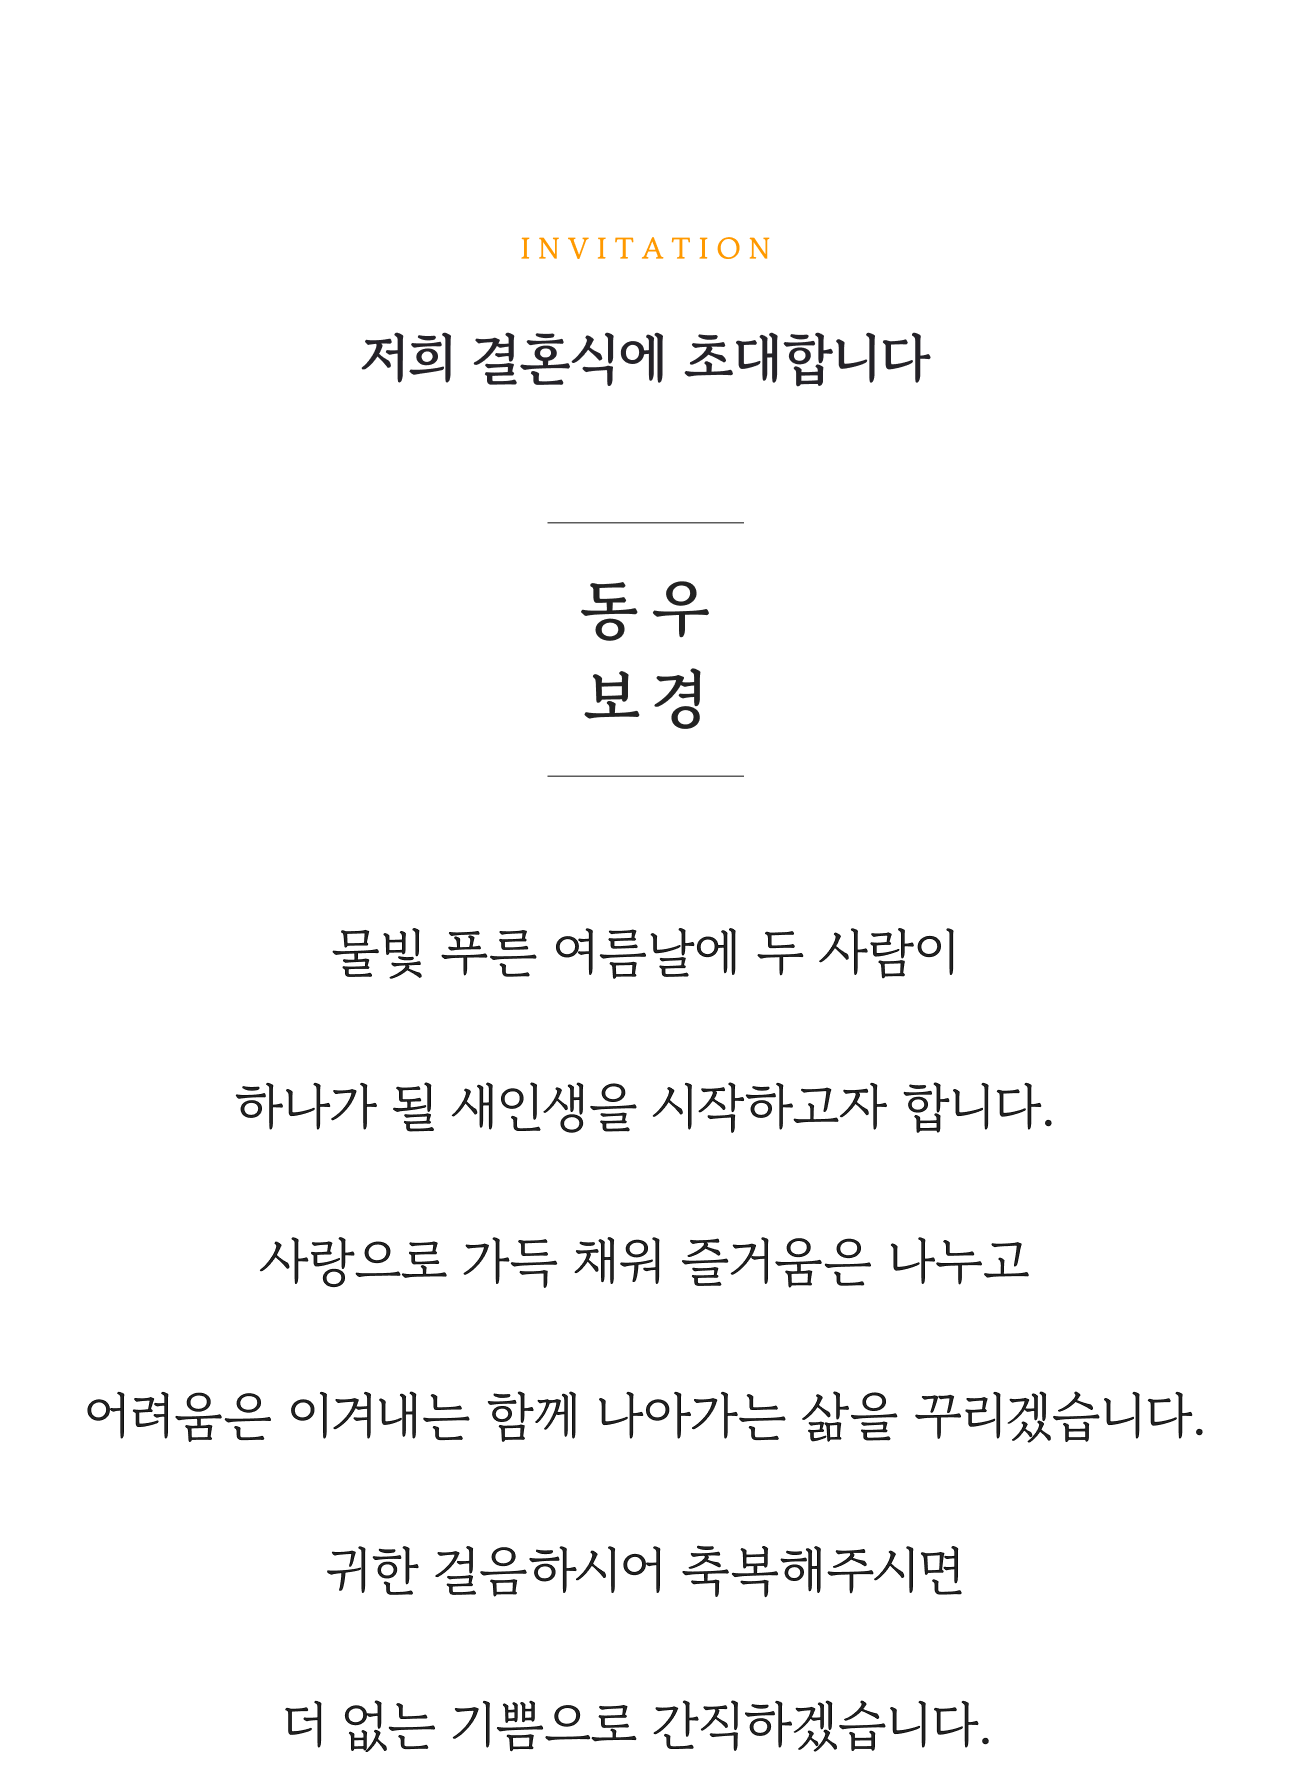 INVITATION
저희 결혼식에 초대합니다
동우
보경
물빛 푸른 여름날에 두 사람이
하나가 될 새인생을 시작하고자 합니다.
사랑으로 가득 채워 즐거움은 나누고
어려움은 이겨내는 함께 나아가는 삶을 꾸리겠습니다.
귀한 걸음하시어 축복해주시면
더 없는 기쁨으로 간직하겠습니다.